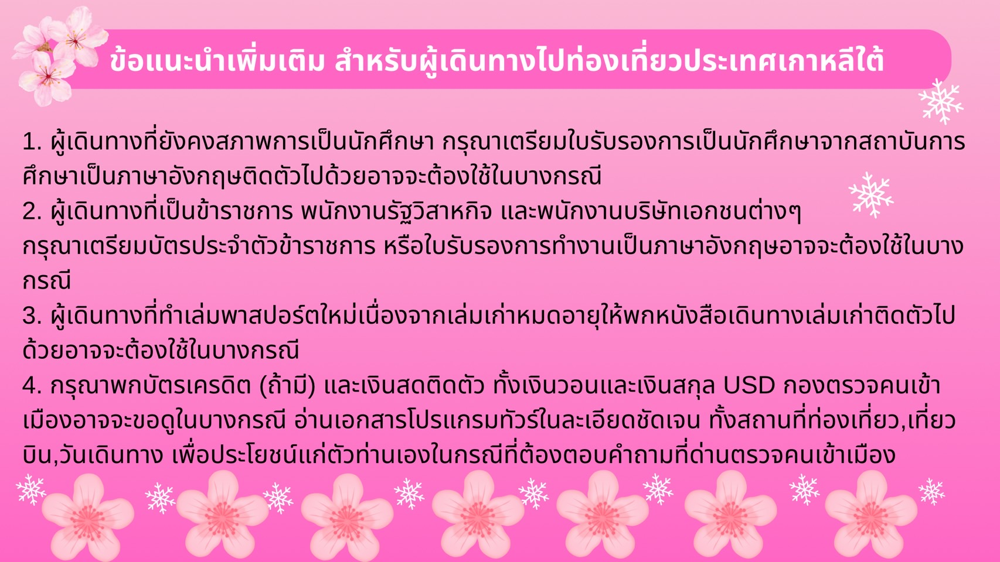 ข้อแนะนำเพิ่มเติม สำหรับผู้เดินทางไปท่องเที่ยวประเทศเกาหลีใต้
1. ผู้เดินทางที่ยังคงสภาพการเป็นนักศึกษา กรุณาเตรียมใบรับรองการเป็นนักศึกษาจากสถาบันการ
ศึกษาเป็นภาษาอังกฤษติดตัวไปด้วยอาจจะต้องใช้ในบางกรณี
2. ผู้เดินทางที่เป็นข้าราชการ พนักงานรัฐวิสาหกิจ และพนักงานบริษัทเอกชนต่างๆ
กรุณาเตรียมบัตรประจำตัวข้าราชการ หรือใบรับรองการทำงานเป็นภาษาอังกฤษอาจจะต้องใช้ในบาง
กรณี
3. ผู้เดินทางที่ทำเล่มพาสปอร์ตใหม่เนื่องจากเล่มเก่าหมดอายุให้พกหนังสือเดินทางเล่มเก่าติดตัวไป
ด้วยอาจจะต้องใช้ในบางกรณี
4. กรุณาพกบัตรเครดิต (ถ้ามี) และเงินสดติดตัว ทั้งเงินวอนและเงินสกุล USD กองตรวจคนเข้า
เมืองอาจจะขอดูในบางกรณี อ่านเอกสารโปรแกรมทัวร์ในละเอียดชัดเจน ทั้งสถานที่ท่องเที่ยว,เที่ยว
บิน,วันเดินทาง เพื่อประโยชน์แก่ตัวท่านเองในกรณีที่ต้องตอบคำถามที่ด่านตรวจคนเข้าเมือง